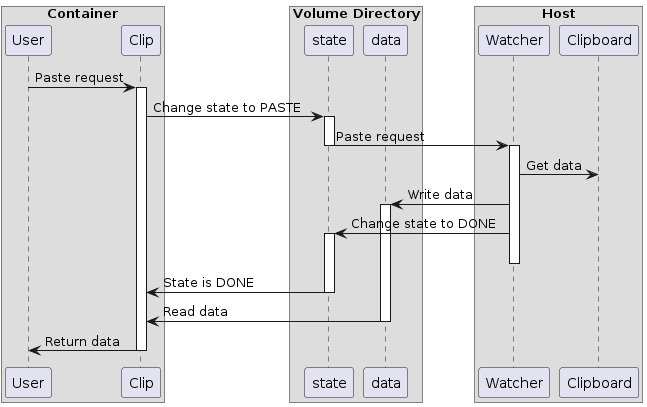 Container
Volume Directory
Host
User
Clip
state
data
Watcher
Clipboard
Paste request
Change state to PASTE
Paste request
Get data
Write data
Change state to DONE
State is DONE
Read data
Return data
User
Clip
state
data
Watcher
Clipboard